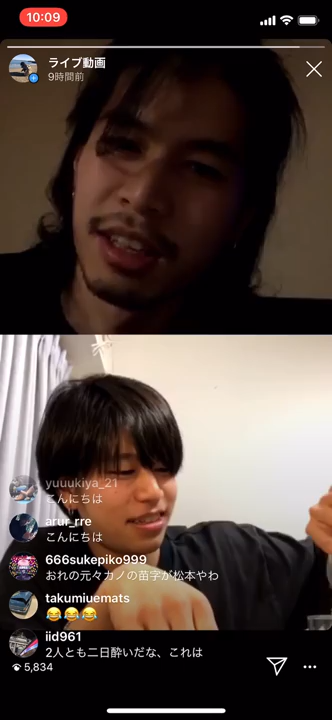 10:09
ライブ動画
9時間前
yuuukiya_21
こんにちは
arur_rre
こんにちは
666sukepiko999
おれの元々カノの苗字が松本やわ
takumiuemats
😂😂😂
iid961
2人とも二日酔いだな、これは
5,834